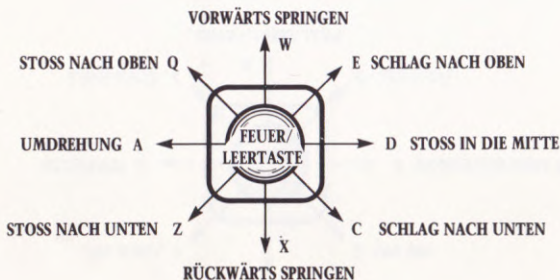 VORWÄRTS SPRINGEN
W
STOSS NACH OBEN Q
E SCHLAG NACH OBEN
UMDREHUNG A
FEUER/
LEERTASTE
D STOSS IN DIE MITTE
STOSS NACH UNTEN Z
C SCHLAG NACH UNTEN
X
RÜCKWÄRTS SPRINGEN